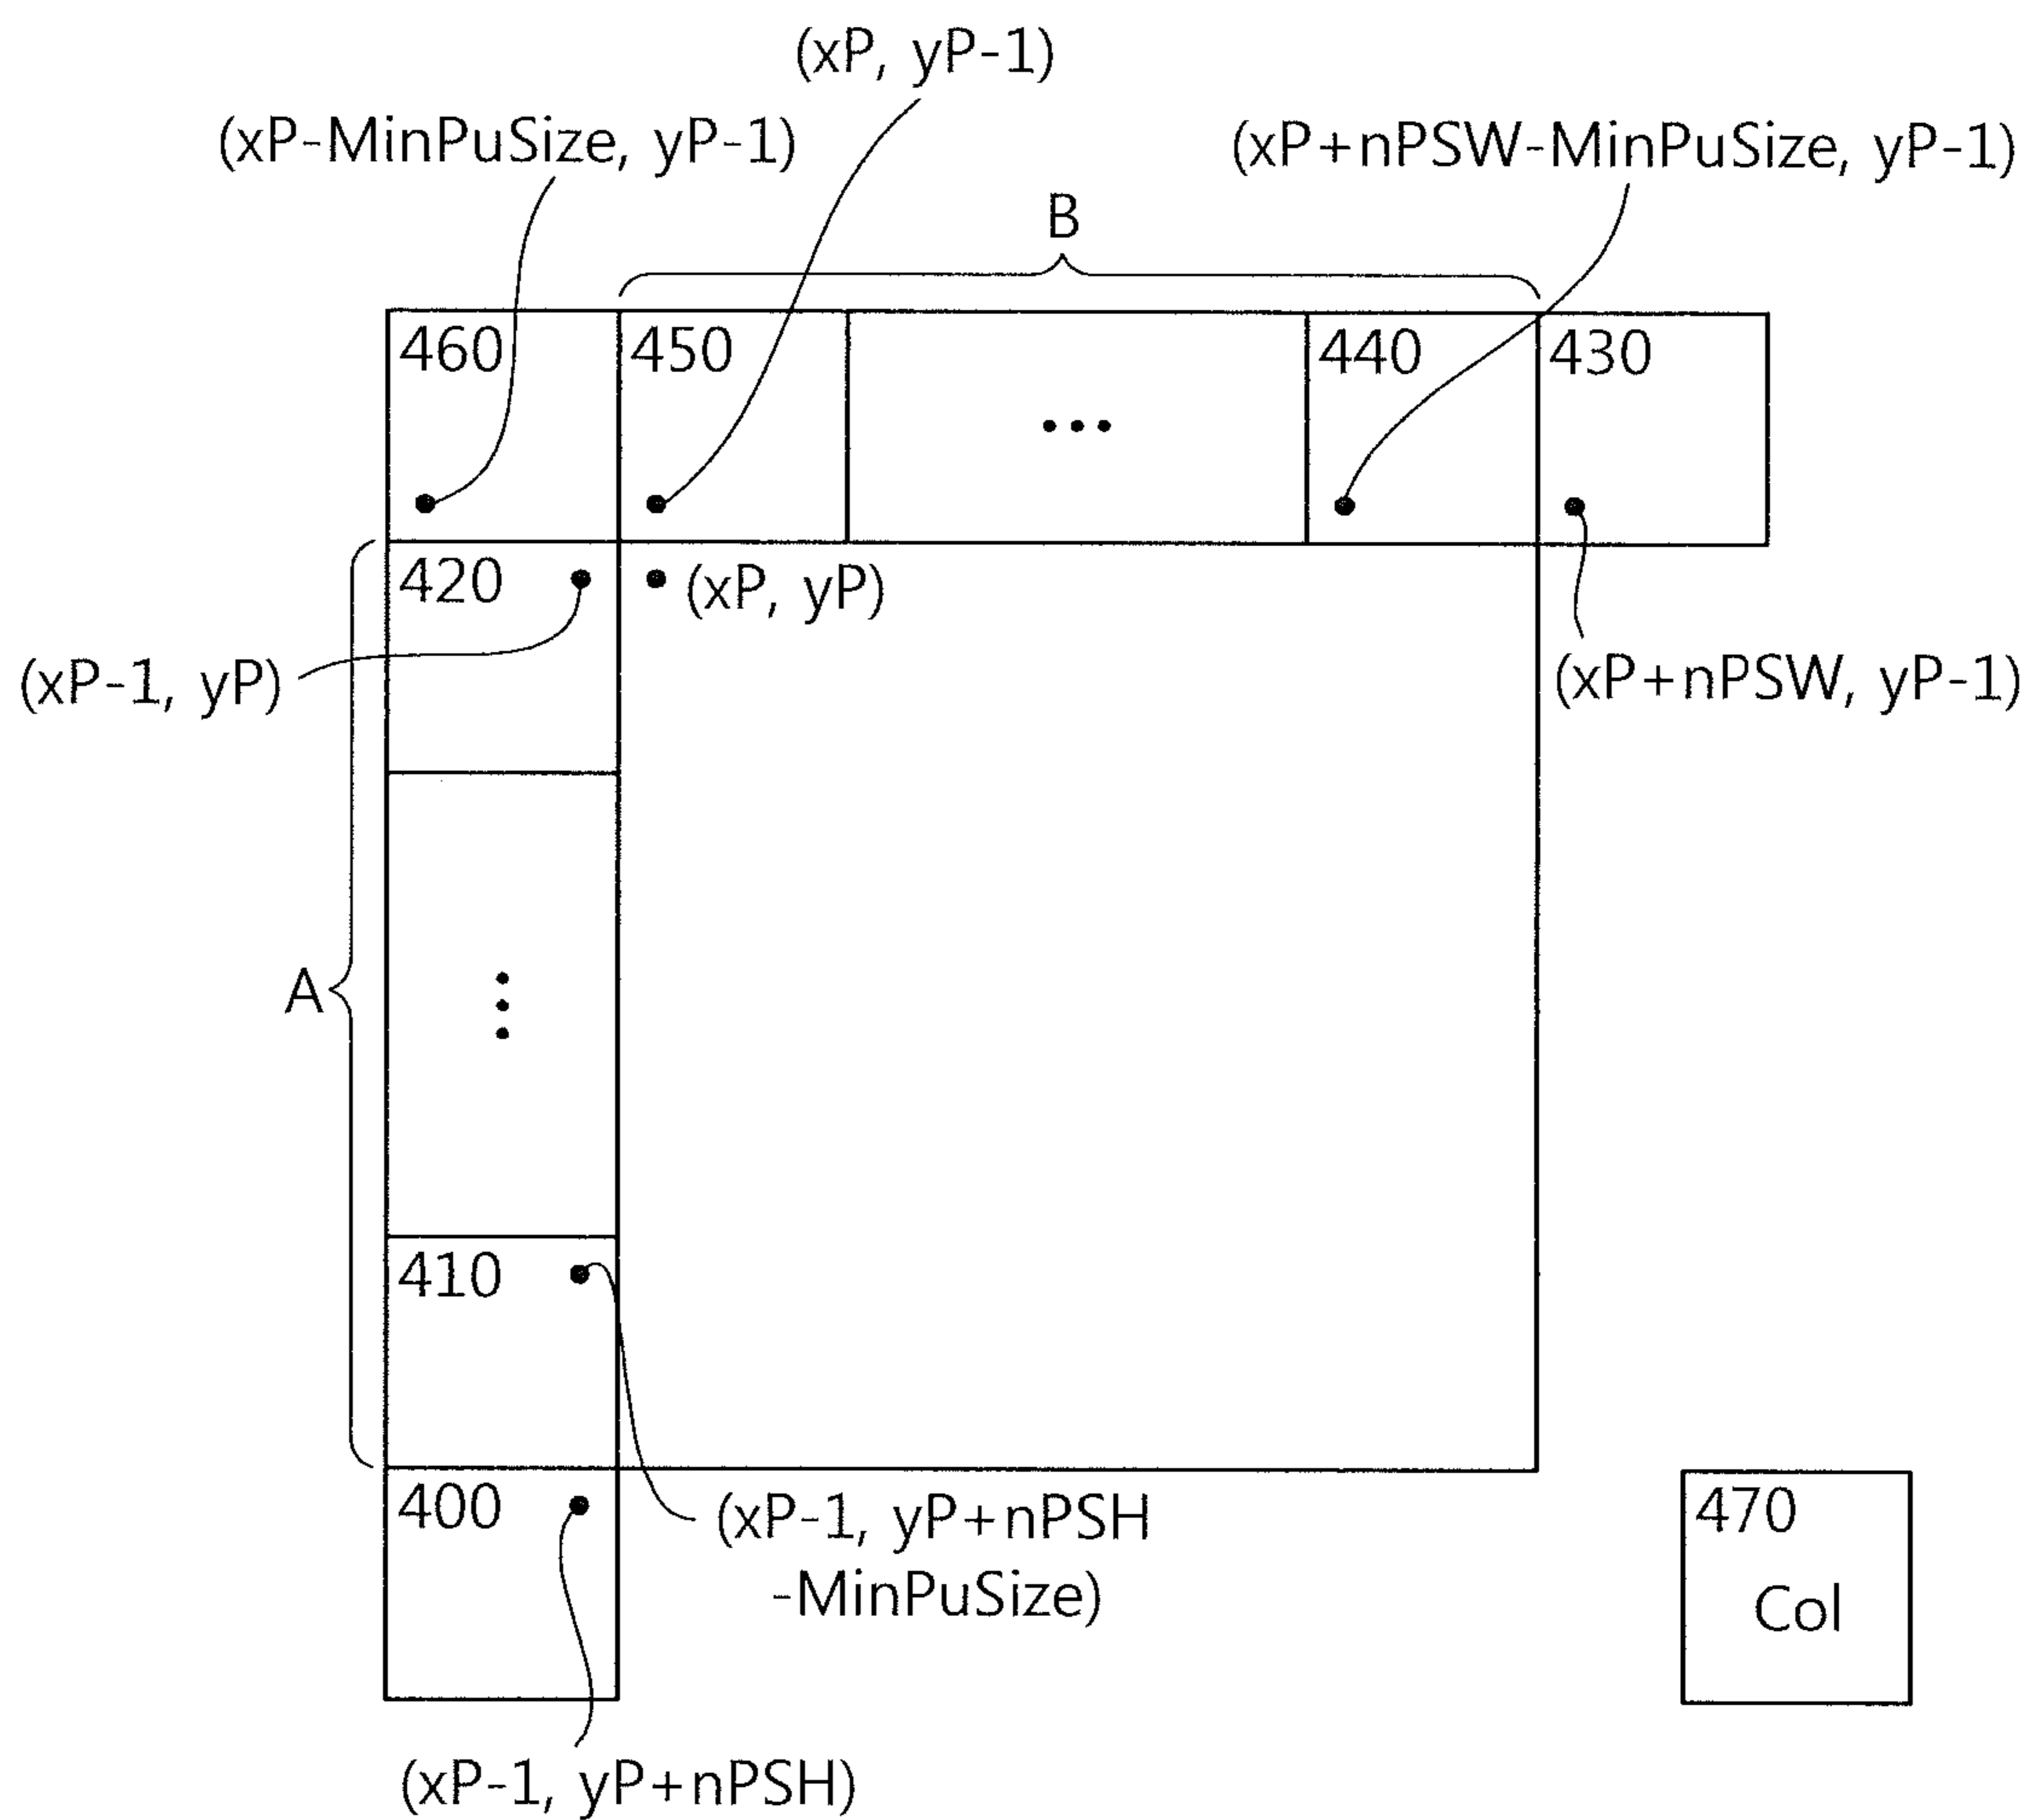 (xP, yP-1)
(xP-MinPuSize, yP-1)
(xP+nPSW-MinPuSize, yP-1)
B
460
450
440
430
420
(xP, yP)
(xP-1, yP)
(xP+nPSW, yP-1)
A
410
400
(xP-1, yP+nPSH
-MinPuSize)
470
Col
(xP-1, yP+nPSH)